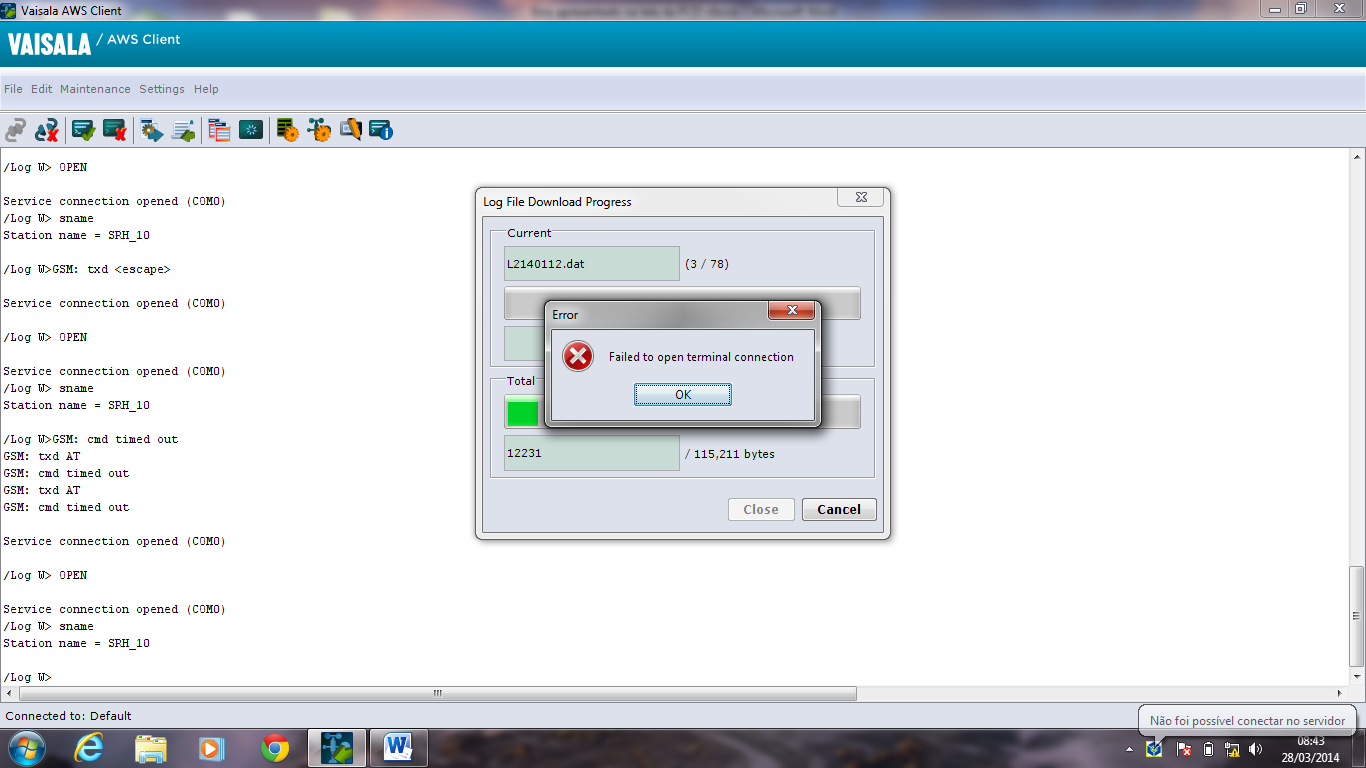 Vaisala AWS Client
VAISALA / AWS Client
File Edit Maintenance Settings Help
/Log W> OPEN
Service connection opened (COM0)
/Log W> sname
Station name = SRH_10
/Log W>GSM: txd <escape>
Service connection opened (COM0)
/Log W> OPEN
Service connection opened (COM0)
/Log W> sname
Station name = SRH_10
/Log W>GSM: cmd timed out
GSM: txd AT
GSM: cmd timed out
GSM: txd AT
GSM: cmd timed out
Service connection opened (COM0)
/Log W> OPEN
Service connection opened (COM0)
/Log W> sname
Station name = SRH_10
/Log W>
Log File Download Progress
Current
L2140112.dat (3 / 78)
Error
Failed to open terminal connection
OK
Total
12231 / 115,211 bytes
Close Cancel
Connected to: Default
Não foi possível conectar no servidor
08:43
28/03/2014